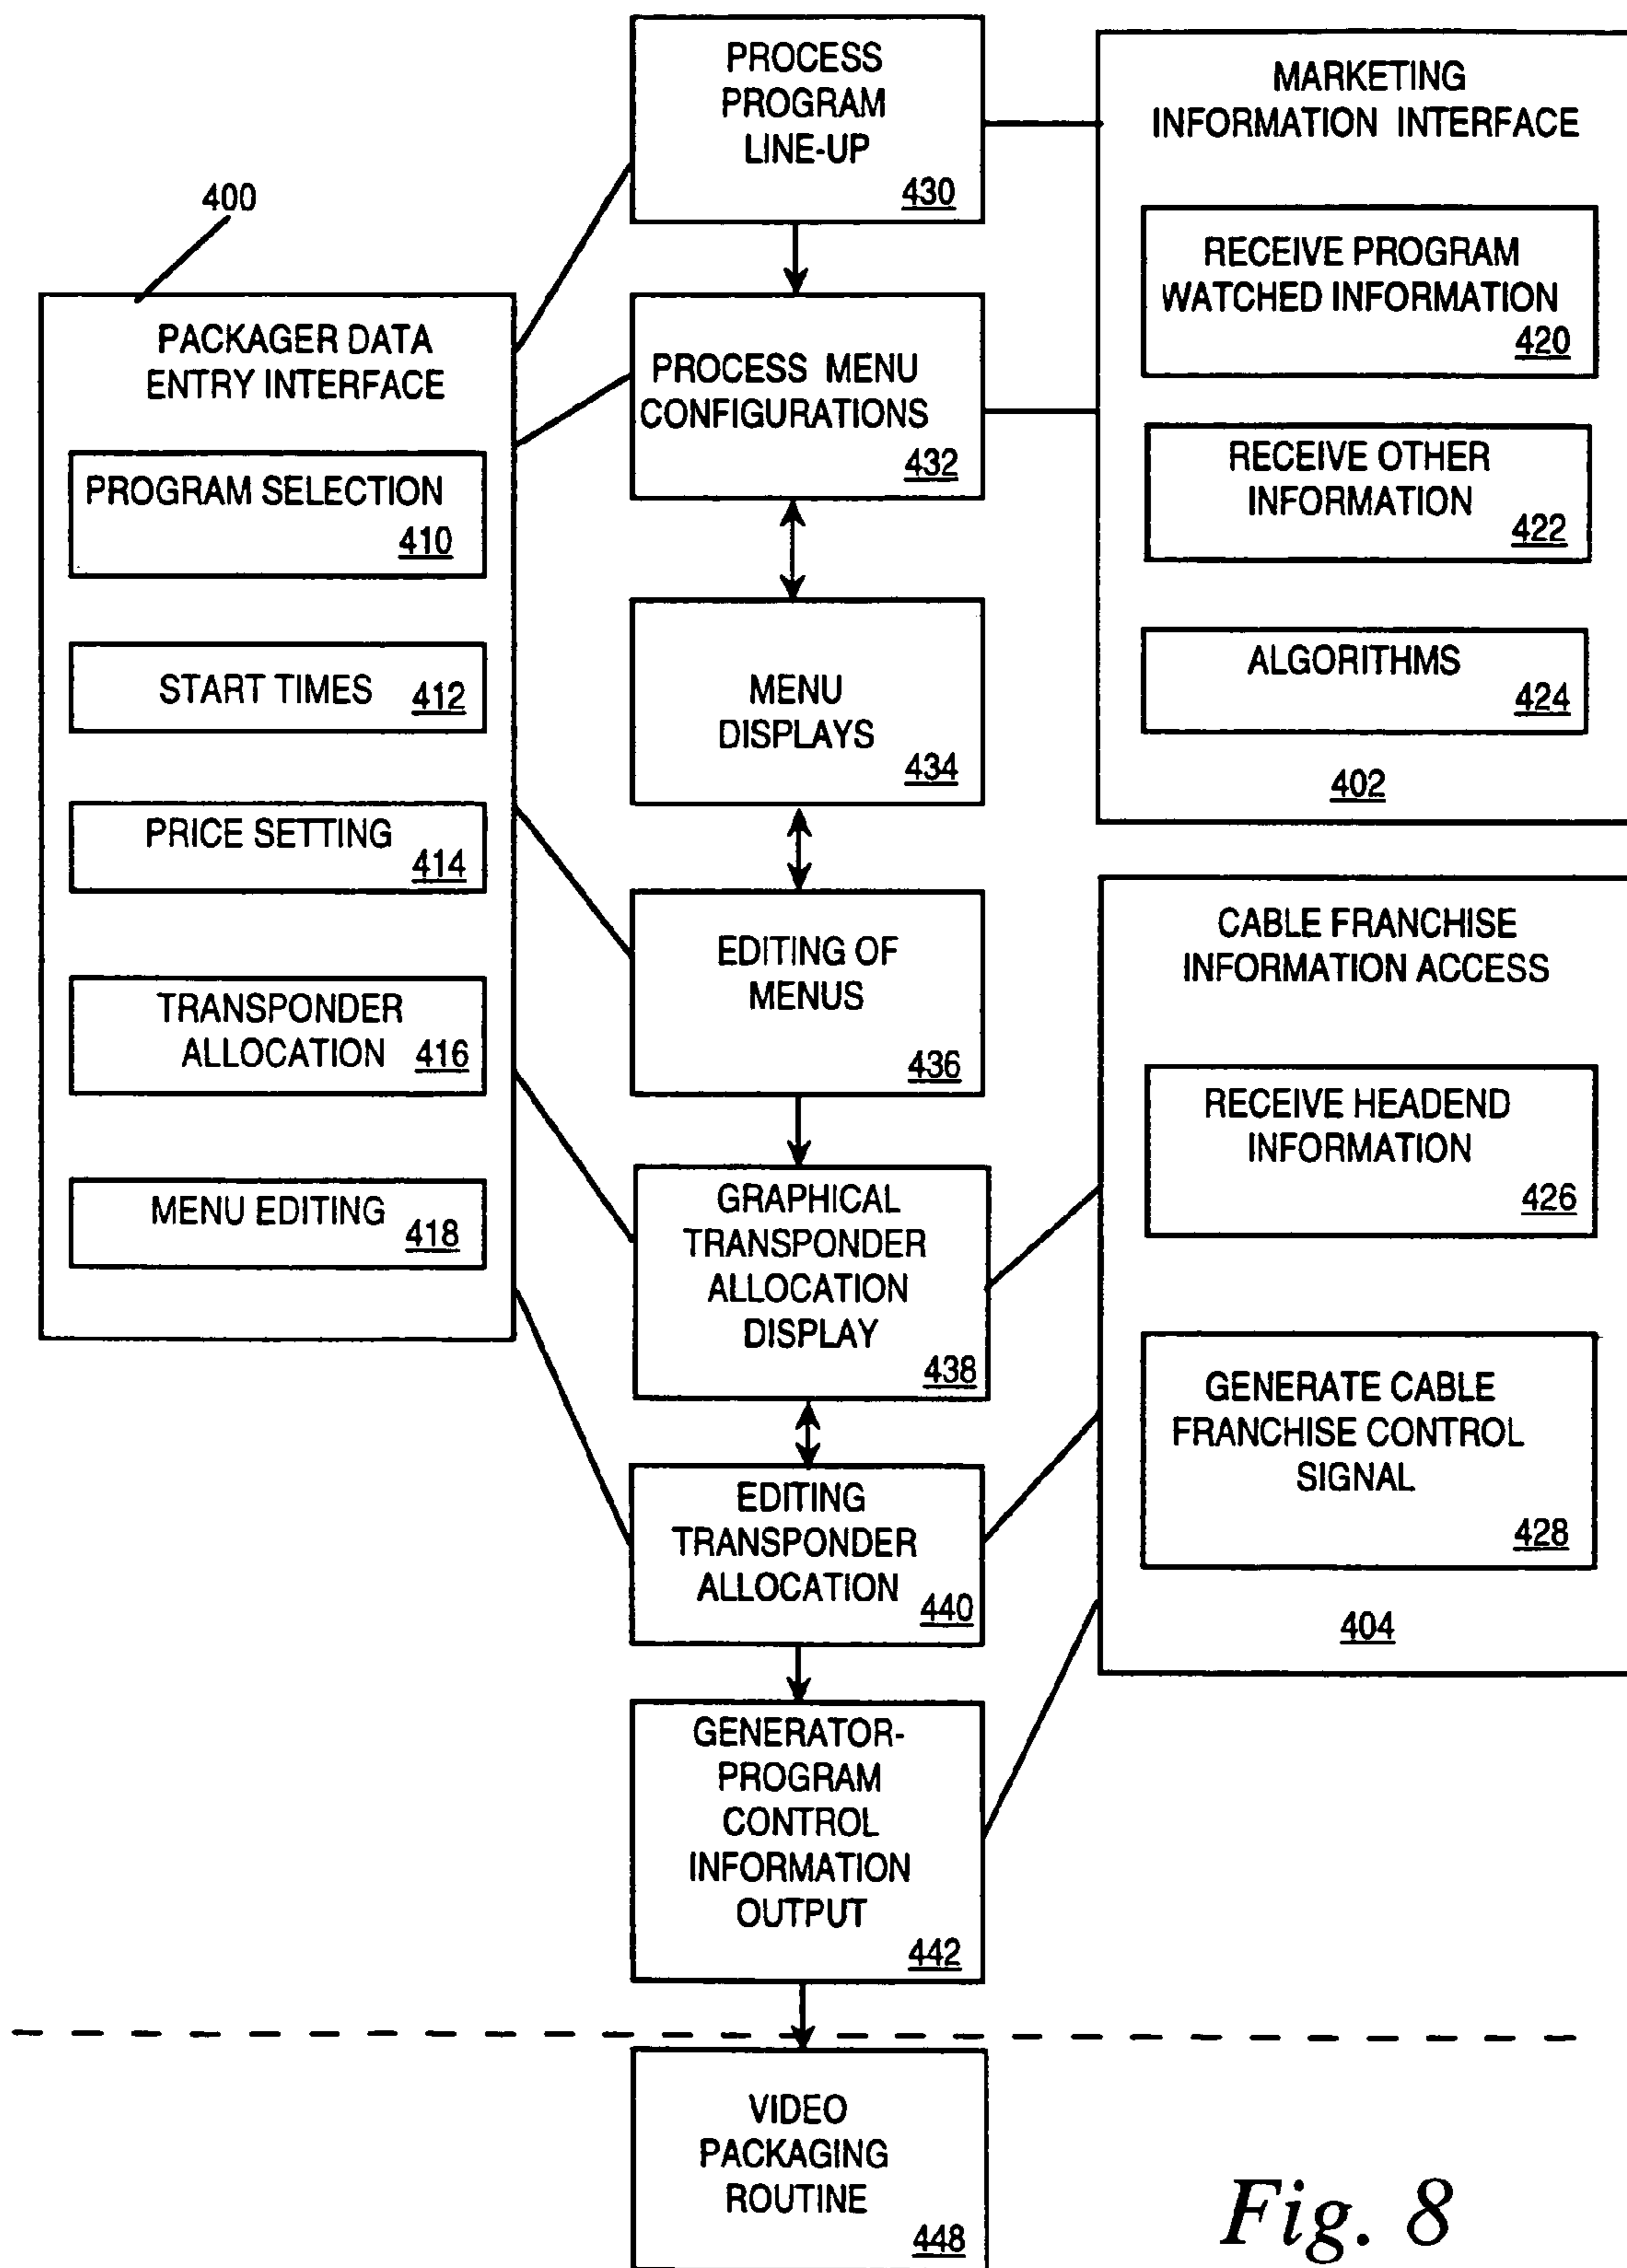 PROCESS
PROGRAM
LINE-UP
430
MARKETING
INFORMATION INTERFACE
RECEIVE PROGRAM
WATCHED INFORMATION
420
RECEIVE OTHER
INFORMATION
422
ALGORITHMS
424
402
400
PACKAGER DATA
ENTRY INTERFACE
PROGRAM SELECTION
410
START TIMES 412
PRICE SETTING
414
TRANSPONDER
ALLOCATION 416
MENU EDITING
418
PROCESS MENU
CONFIGURATIONS
432
MENU
DISPLAYS
434
EDITING OF
MENUS
436
GRAPHICAL
TRANSPONDER
ALLOCATION
DISPLAY
438
EDITING
TRANSPONDER
ALLOCATION
440
GENERATOR-
PROGRAM
CONTROL
INFORMATION
OUTPUT
442
CABLE FRANCHISE
INFORMATION ACCESS
RECEIVE HEADEND
INFORMATION
426
GENERATE CABLE
FRANCHISE CONTROL
SIGNAL
428
404
VIDEO
PACKAGING
ROUTINE
448
Fig. 8